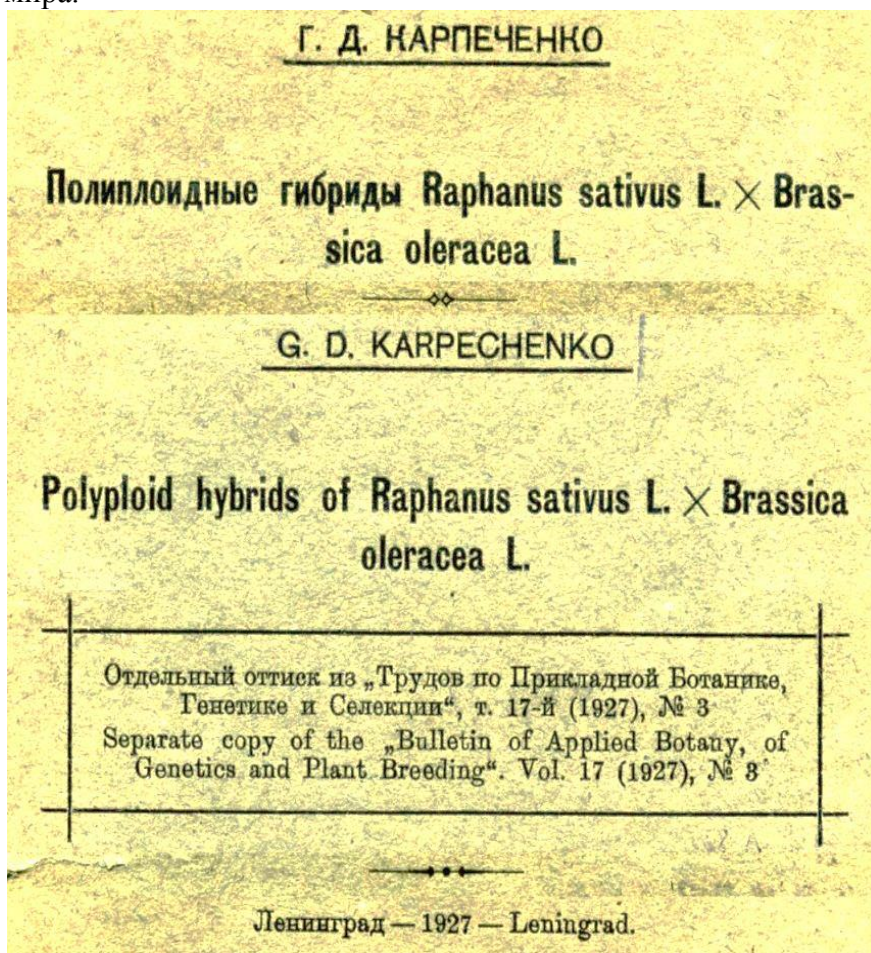 мира.
Г. Д. КАРПЕЧЕНКО
Полиплоидные гибриды Raphanus sativus L. × Bras-
sica oleracea L.
G. D. KARPECHENKO
Polyploid hybrids of Raphanus sativus L. × Brassica
oleracea L.
Отдельный оттиск из „Трудов по Прикладной Ботанике,
Генетике и Селекции“, т. 17-й (1927), № 3
Separate copy of the „Bulletin of Applied Botany, of
Genetics and Plant Breeding“. Vol. 17 (1927), № 3
Ленинград — 1927 — Leningrad.